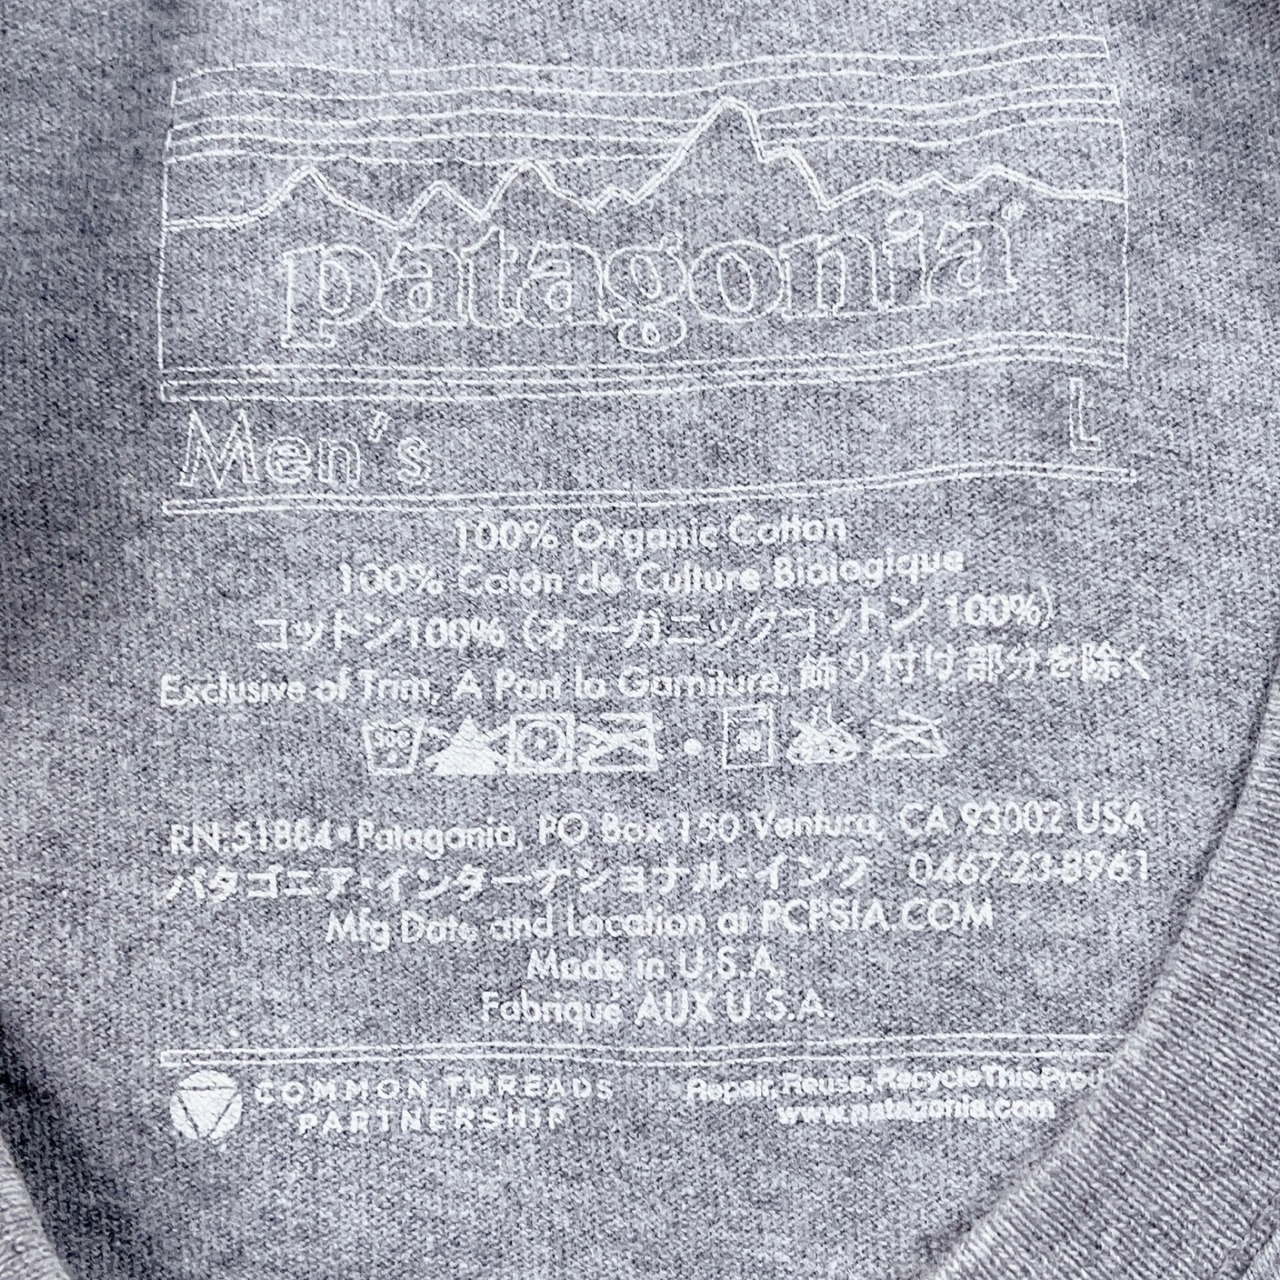 patagonia®
Men's L
100% Organic Cotton
100% Coton de Culture Biologique
コットン100% (オーガニックコットン 100%)
Exclusive of Trim, A Part la Garniture, 飾り付け部分を除く
RN:51884 • Patagonia, PO Box 150 Ventura, CA 93002 USA
パタゴニア・インターナショナル・インク 0467-23-8961
Mfg Date and Location at PCPSIA.COM
Made in U.S.A.
Fabriqué AUX U.S.A.
COMMON THREADS
PARTNERSHIP
Repair, Reuse, Recycle This
www.patagonia.com